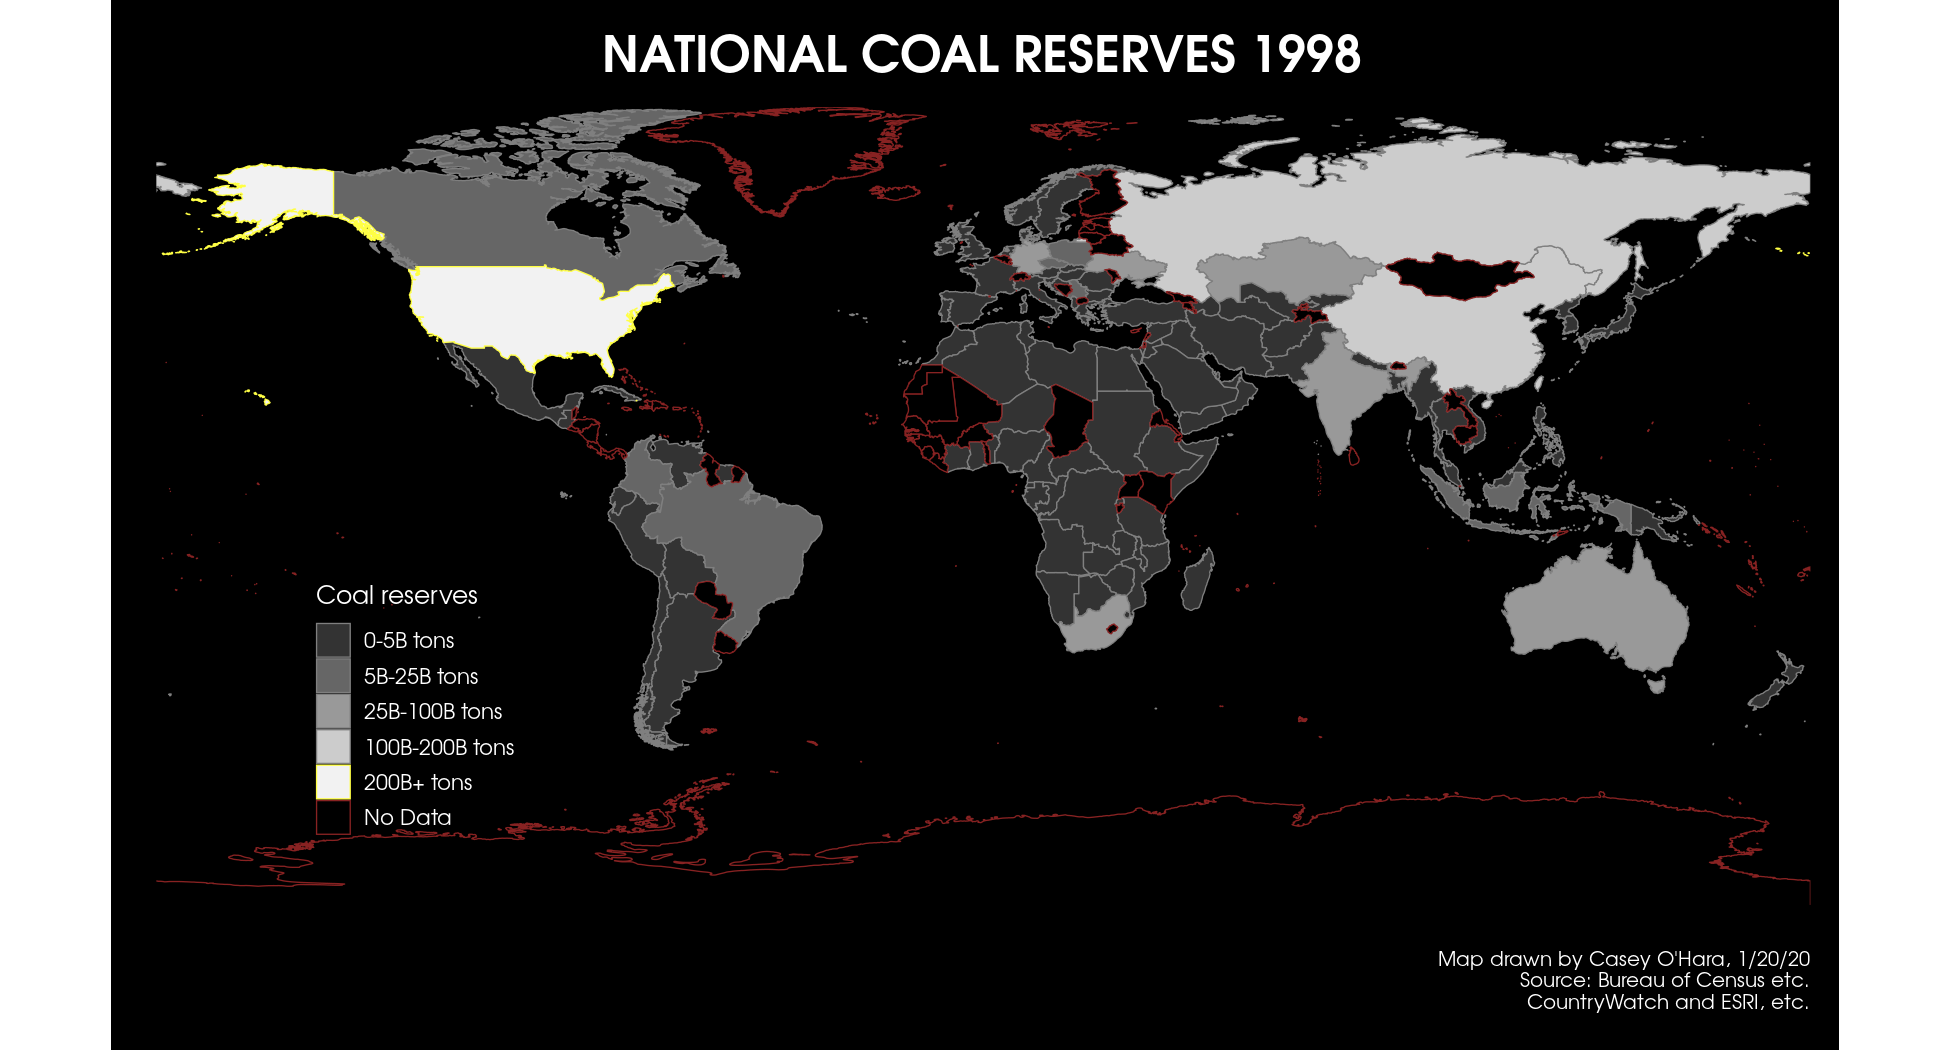 NATIONAL COAL RESERVES 1998
Coal reserves
0-5B tons
5B-25B tons
25B-100B tons
100B-200B tons
200B+ tons
No Data
Map drawn by Casey O'Hara, 1/20/20
Source: Bureau of Census etc.
CountryWatch and ESRI, etc.